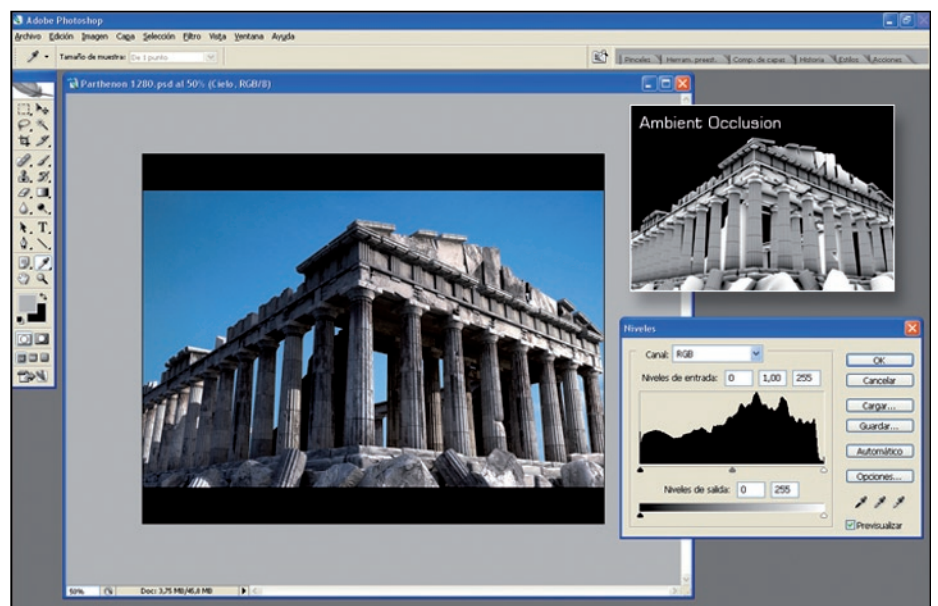 Adobe Photoshop
Archivo Edición Imagen Capa Selección Filtro Vista Ventana Ayuda
Tamaño de muestra: De 1 punto
Pinceles Herram. preest. Comp. de capas Historia Estilos Acciones
Parthenon 1280.psd al 50% (Cielo, RGB/8)
Ambient Occlusion
Niveles
Canal: RGB
OK
Niveles de entrada: 0 1,00 255
Cancelar
Cargar...
Guardar...
Automático
Opciones...
Niveles de salida: 0 255
Previsualizar
50% Doc: 3,75 MB/45,8 MB